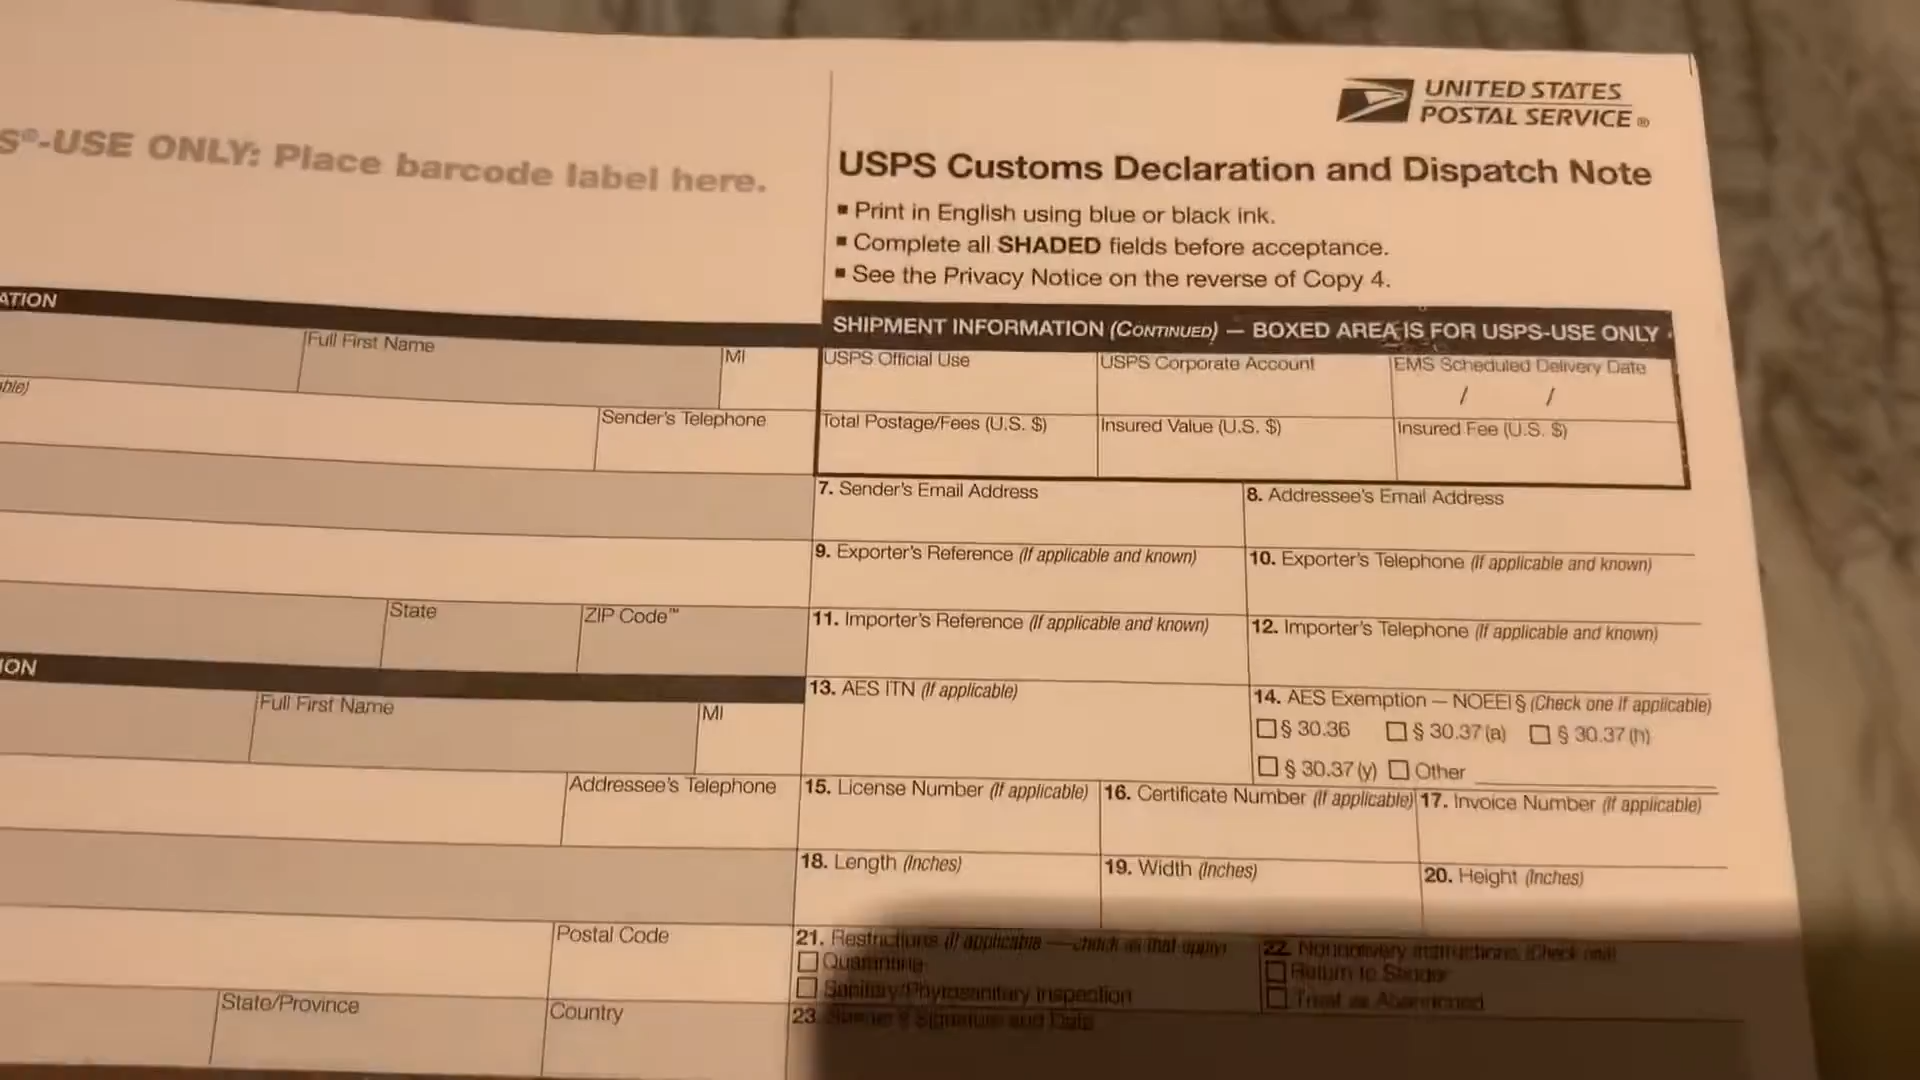 S®-USE ONLY: Place barcode label here.
ATION
Full First Name
MI
ble)
Sender's Telephone
State
ZIP Code™
ION
Full First Name
MI
Addressee's Telephone
Postal Code
State/Province
Country
UNITED STATES
POSTAL SERVICE®
USPS Customs Declaration and Dispatch Note
▪ Print in English using blue or black ink.
▪ Complete all SHADED fields before acceptance.
▪ See the Privacy Notice on the reverse of Copy 4.
SHIPMENT INFORMATION (CONTINUED) — BOXED AREA IS FOR USPS-USE ONLY
USPS Official Use
USPS Corporate Account
EMS Scheduled Delivery Date
/ /
Total Postage/Fees (U.S. $)
Insured Value (U.S. $)
Insured Fee (U.S. $)
7. Sender's Email Address
8. Addressee's Email Address
9. Exporter's Reference (If applicable and known)
10. Exporter's Telephone (If applicable and known)
11. Importer's Reference (If applicable and known)
12. Importer's Telephone (If applicable and known)
13. AES ITN (If applicable)
14. AES Exemption — NOEEI § (Check one if applicable)
§ 30.36 § 30.37 (a) § 30.37 (h)
§ 30.37 (y) Other
15. License Number (If applicable)
16. Certificate Number (If applicable)
17. Invoice Number (If applicable)
18. Length (Inches)
19. Width (Inches)
20. Height (Inches)
21. Restrictions (If applicable — check all that apply)
Quarantine
Sanitary/Phytosanitary Inspection
22. Nondelivery Instructions (Check one)
Return to Sender
Treat as Abandoned
23. Sender's Signature and Date